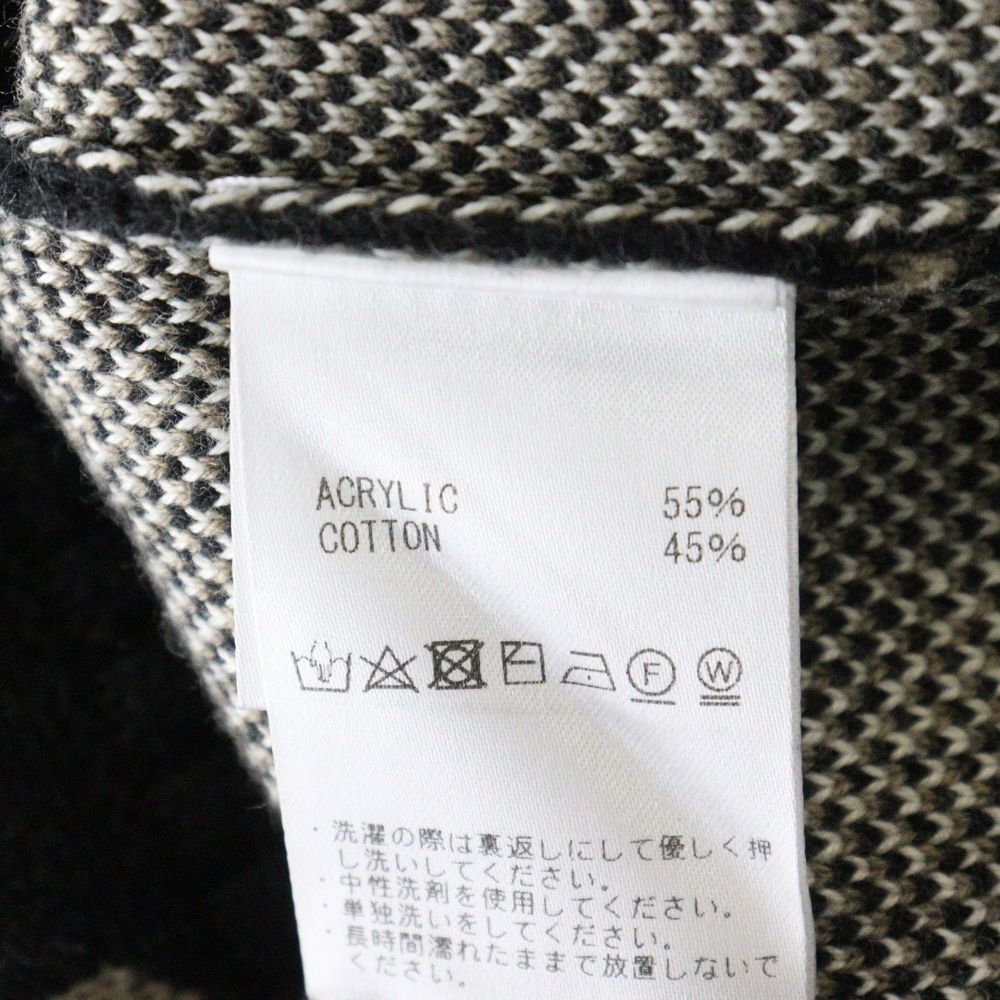 ACRYLIC 55%
COTTON 45%
F W
・洗濯の際は裏返しにして優しく押
し洗いしてください。
・中性洗剤を使用してください。
・単独洗いをしてください。
・長時間濡れたままで放置しないで
ください。